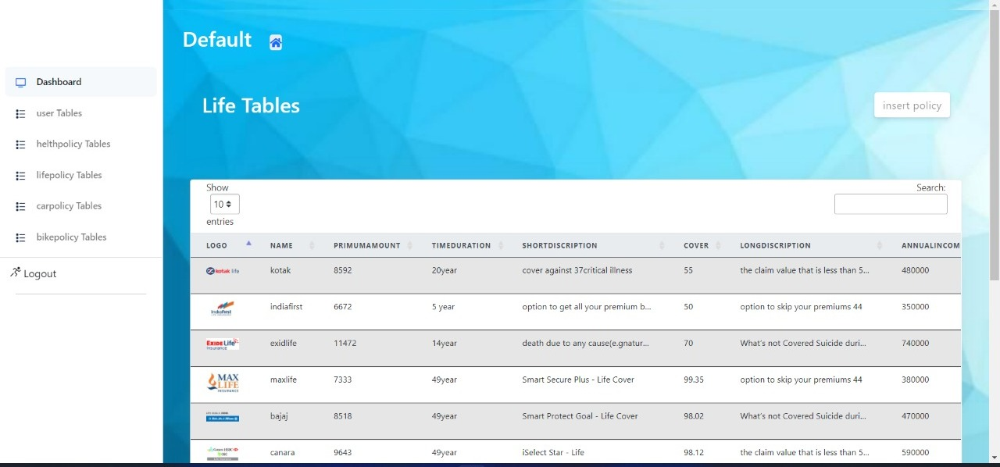 Default
Dashboard
Life Tables
insert policy
user Tables
helthpolicy Tables
lifepolicy Tables
carpolicy Tables
bikepolicy Tables
Logout
Show
10
entries
Search:
LOGO NAME PRIMUMAMOUNT TIMEDURATION SHORTDISCRIPTION COVER LONGDISCRIPTION ANNUALINCOM
kotak life kotak 8592 20year cover against 37critical illness 55 the claim value that is less than 5... 480000
IndiaFirst indiafirst 6672 5 year option to get all your premium b... 50 option to skip your premiums 44 350000
EXIDE Life Insurance exidlife 11472 14year death due to any cause(e.gnatur... 70 What's not Covered Suicide duri... 740000
MAX LIFE INSURANCE maxlife 7333 49year Smart Secure Plus - Life Cover 99.35 option to skip your premiums 44 380000
bajaj 8518 49year Smart Protect Goal - Life Cover 98.02 What's not Covered Suicide duri... 470000
canara 9643 49year iSelect Star - Life 98.12 the claim value that is less than 5... 590000